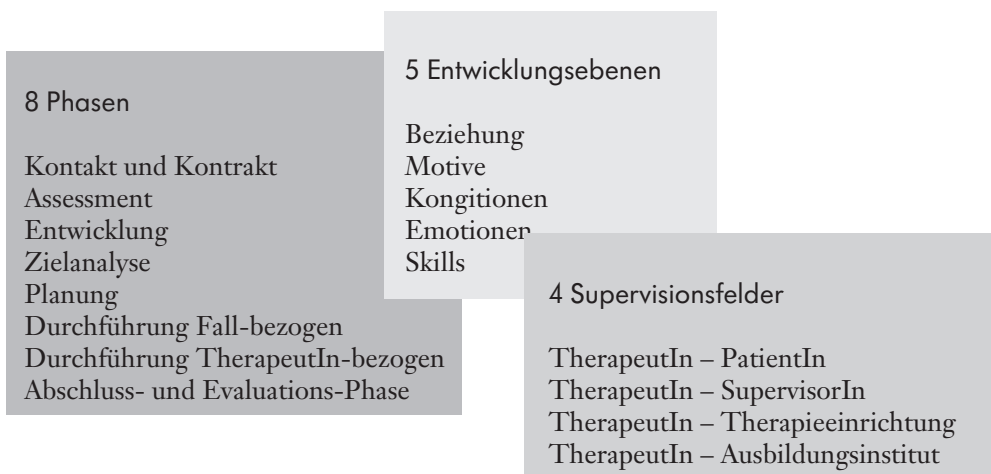 8 Phasen
Kontakt und Kontrakt
Assessment
Entwicklung
Zielanalyse
Planung
Durchführung Fall-bezogen
Durchführung TherapeutIn-bezogen
Abschluss- und Evaluations-Phase
5 Entwicklungsebenen
Beziehung
Motive
Kongitionen
Emotionen
Skills
4 Supervisionsfelder
TherapeutIn – PatientIn
TherapeutIn – SupervisorIn
TherapeutIn – Therapieeinrichtung
TherapeutIn – Ausbildungsinstitut